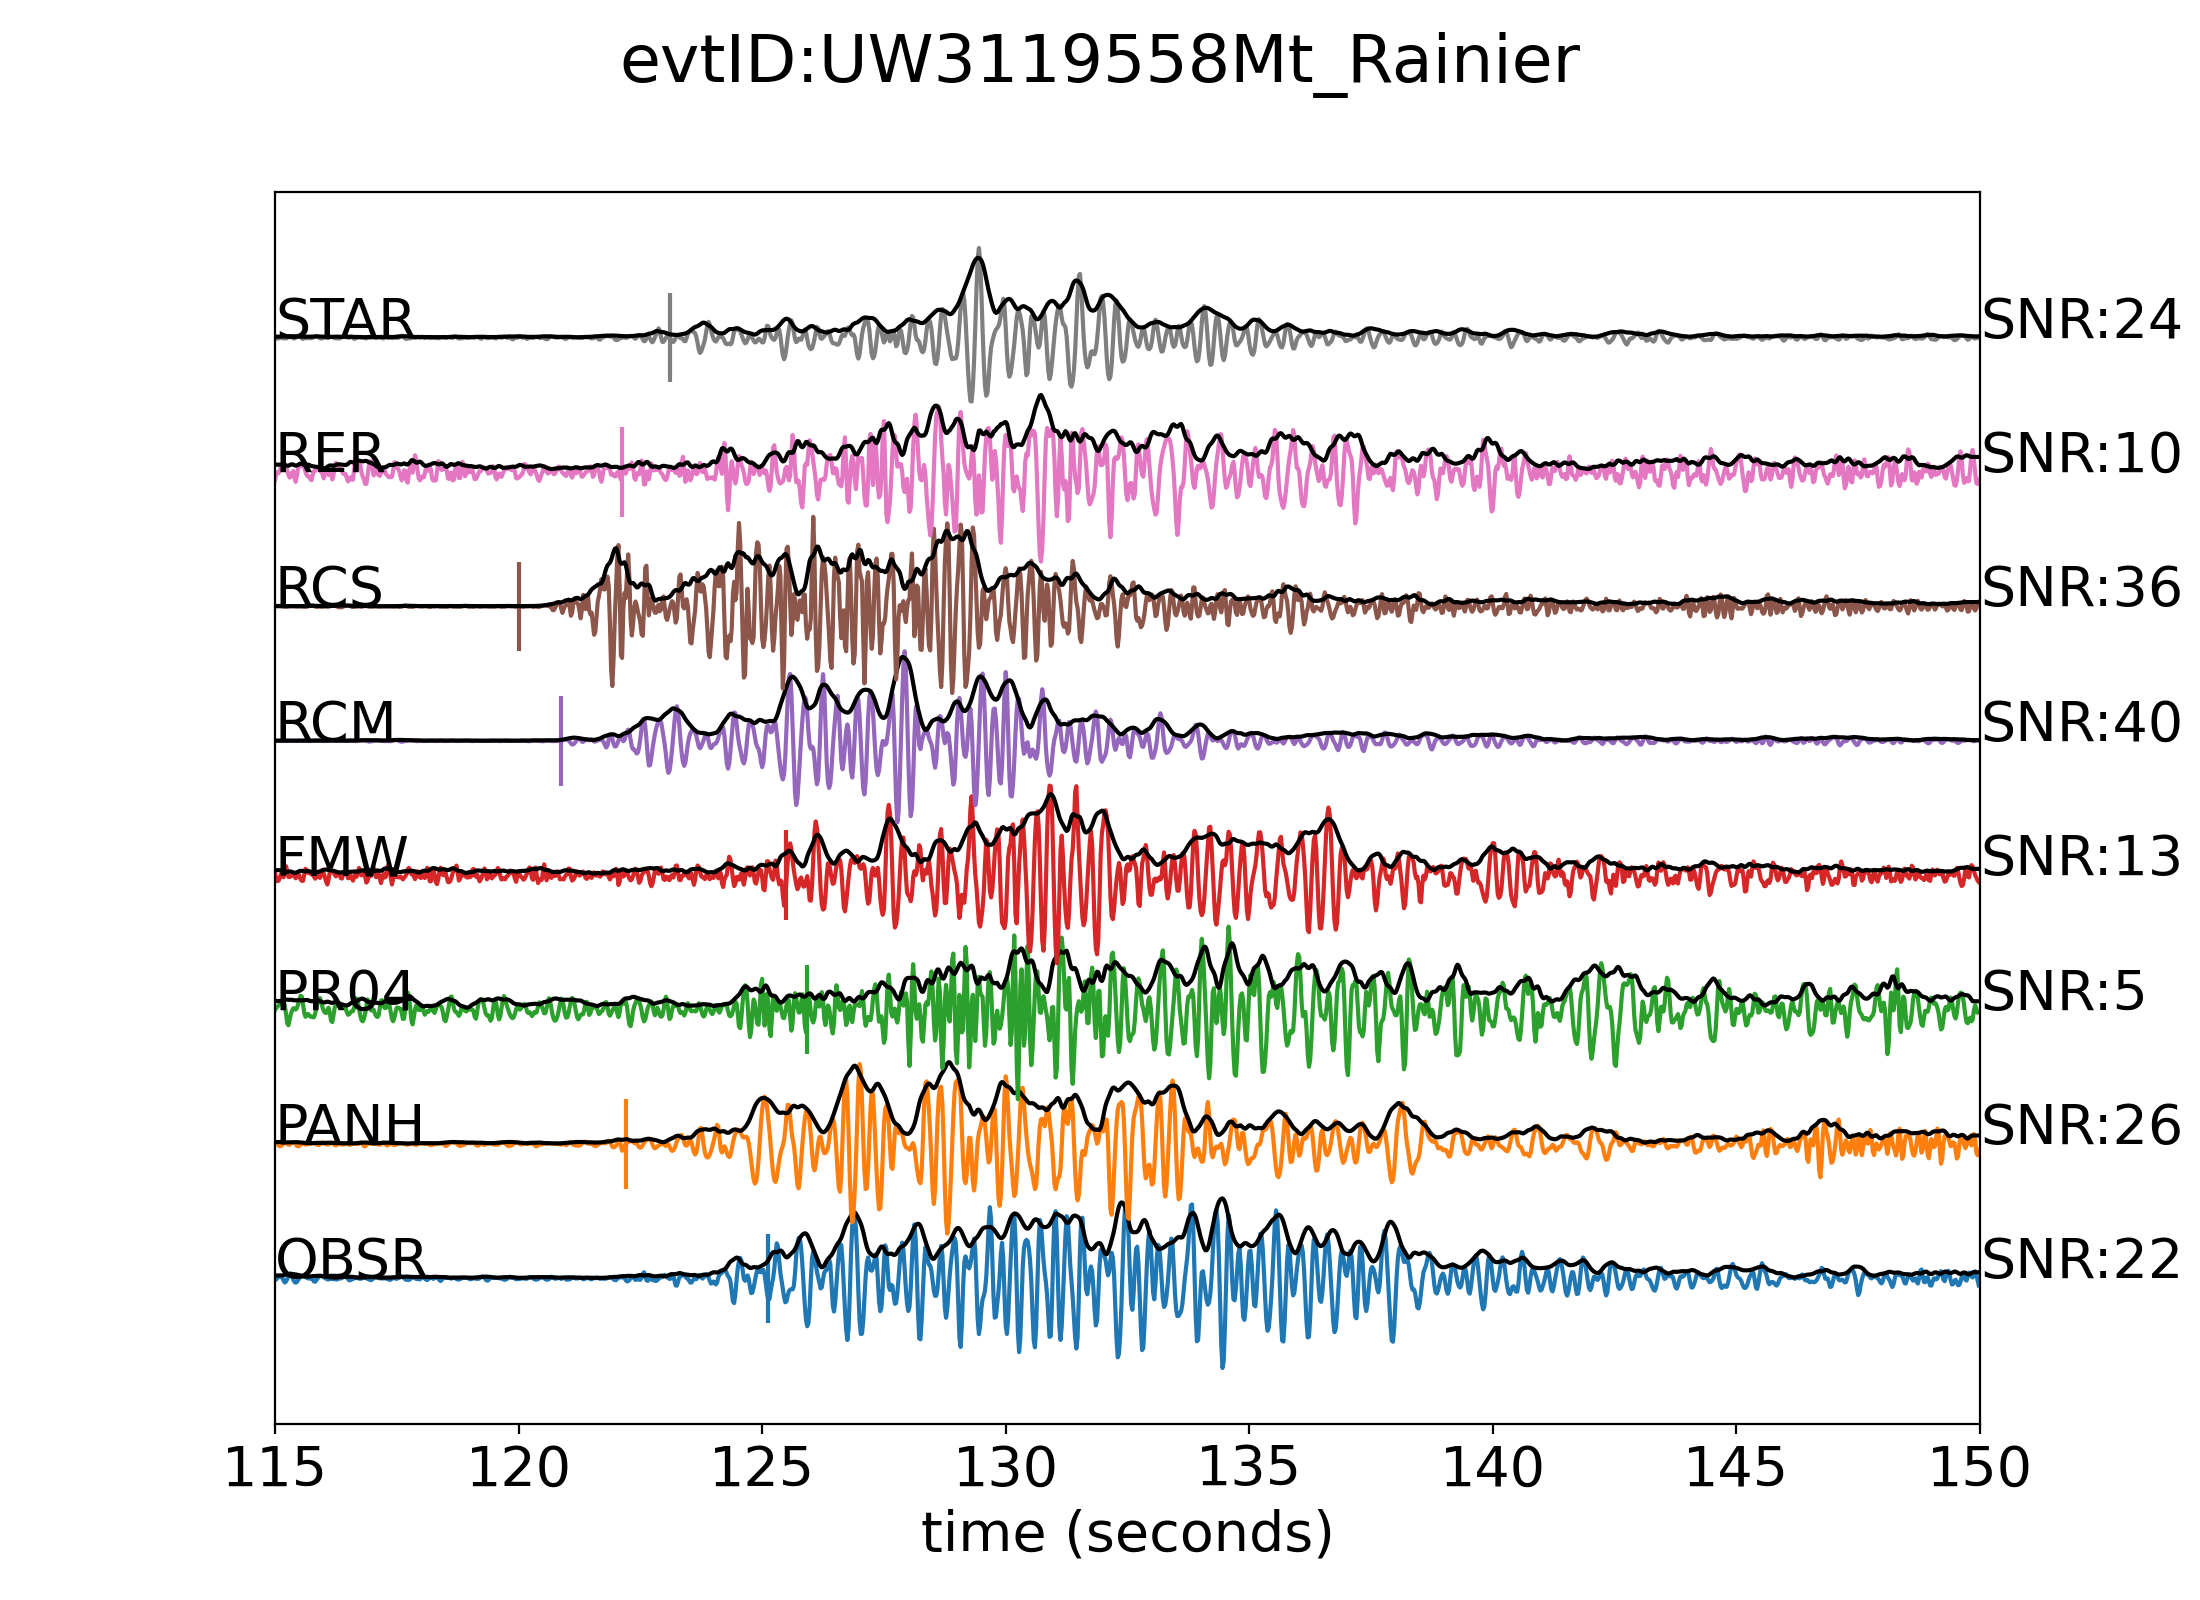 evtID:UW3119558Mt_Rainier
STAR SNR:24
RER SNR:10
RCS SNR:36
RCM SNR:40
FMW SNR:13
PR04 SNR:5
PANH SNR:26
OBSR SNR:22
115 120 125 130 135 140 145 150
time (seconds)